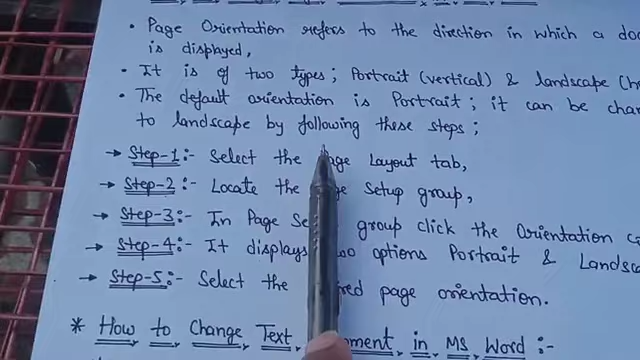 • Page Orientation refers to the direction in which a
is displayed,
• It is of two types; Portrait (vertical) & landscape
• The default orientation is Portrait; it can be
to landscape by following these steps;
→ Step-1:- Select the Page Layout tab,
→ Step-2:- Locate the Setup group,
→ Step-3:- In Page group click the Orientation
→ Step-4:- It displays options Portrait &
→ Step-5:- Select the page orientation.
* How to Change Text in MS Word :-